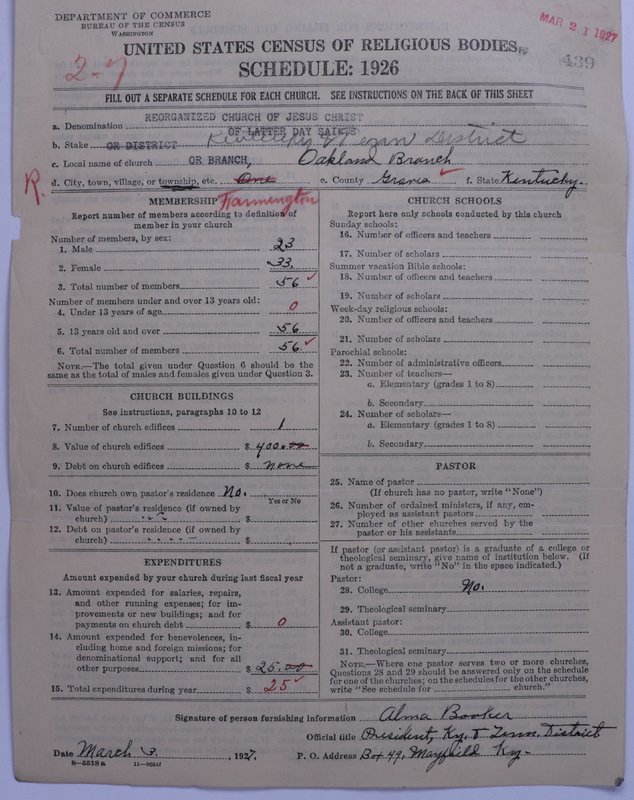 DEPARTMENT OF COMMERCE
BUREAU OF THE CENSUS
WASHINGTON
MAR 21 1927
UNITED STATES CENSUS OF RELIGIOUS BODIES
439
2-7
SCHEDULE: 1926
FILL OUT A SEPARATE SCHEDULE FOR EACH CHURCH. SEE INSTRUCTIONS ON THE BACK OF THIS SHEET
REORGANIZED CHURCH OF JESUS CHRIST
a. Denomination
OF LATTER DAY SAINTS
b. Stake OR DISTRICT Kentucky & Tenn District
c. Local name of church OR BRANCH, Oakland Branch
R. d. City, town, village, or township, etc. One e. County Graves ✓ f. State Kentucky.
MEMBERSHIP Farmington
Report number of members according to definition of
member in your church
Number of members, by sex:
1. Male 23
2. Female 33.
3. Total number of members 56 ✓
Number of members under and over 13 years old:
4. Under 13 years of age 0
5. 13 years old and over 56
6. Total number of members 56 ✓
NOTE.—The total given under Question 6 should be
same as the total of males and females given under Question 3.
CHURCH BUILDINGS
See instructions, paragraphs 10 to 12
7. Number of church edifices 1
8. Value of church edifices $ 400.00
9. Debt on church edifices $ none
10. Does church own pastor's residence No.
Yes or No
11. Value of pastor's residence (if owned by
church) $
12. Debt on pastor's residence (if owned by
church) $
EXPENDITURES
Amount expended by your church during last fiscal year
13. Amount expended for salaries, repairs,
and other running expenses; for im-
provements or new buildings; and for
payments on church debt $ 0
14. Amount expended for benevolences, in-
cluding home and foreign missions; for
denominational support; and for all
other purposes $ 25.00
15. Total expenditures during year $ 25 ✓
CHURCH SCHOOLS
Report here only schools conducted by this church
Sunday schools:
16. Number of officers and teachers
17. Number of scholars
Summer vacation Bible schools:
18. Number of officers and teachers
19. Number of scholars
Week-day religious schools:
20. Number of officers and teachers
21. Number of scholars
Parochial schools:
22. Number of administrative officers
23. Number of teachers—
a. Elementary (grades 1 to 8)
b. Secondary
24. Number of scholars—
a. Elementary (grades 1 to 8)
b. Secondary
PASTOR
25. Name of pastor
(If church has no pastor, write "None")
26. Number of ordained ministers, if any, em-
ployed as assistant pastors
27. Number of other churches served by the
pastor or his assistants
If pastor (or assistant pastor) is a graduate of a college or
theological seminary, give name of institution below. (If
not a graduate, write "No" in the space indicated.)
Pastor:
28. College No.
29. Theological seminary
Assistant pastor:
30. College
31. Theological seminary
NOTE.—Where one pastor serves two or more churches,
Questions 28 and 29 should be answered only on the schedule
for one of the churches; on the schedules for the other churches,
write "See schedule for church."
Signature of person furnishing information Alma Booker
Official title President, Ky. & Tenn. District
Date March 3, 1927. P. O. Address Box 49, Mayfield Ky.
8-5518a 11-9051f